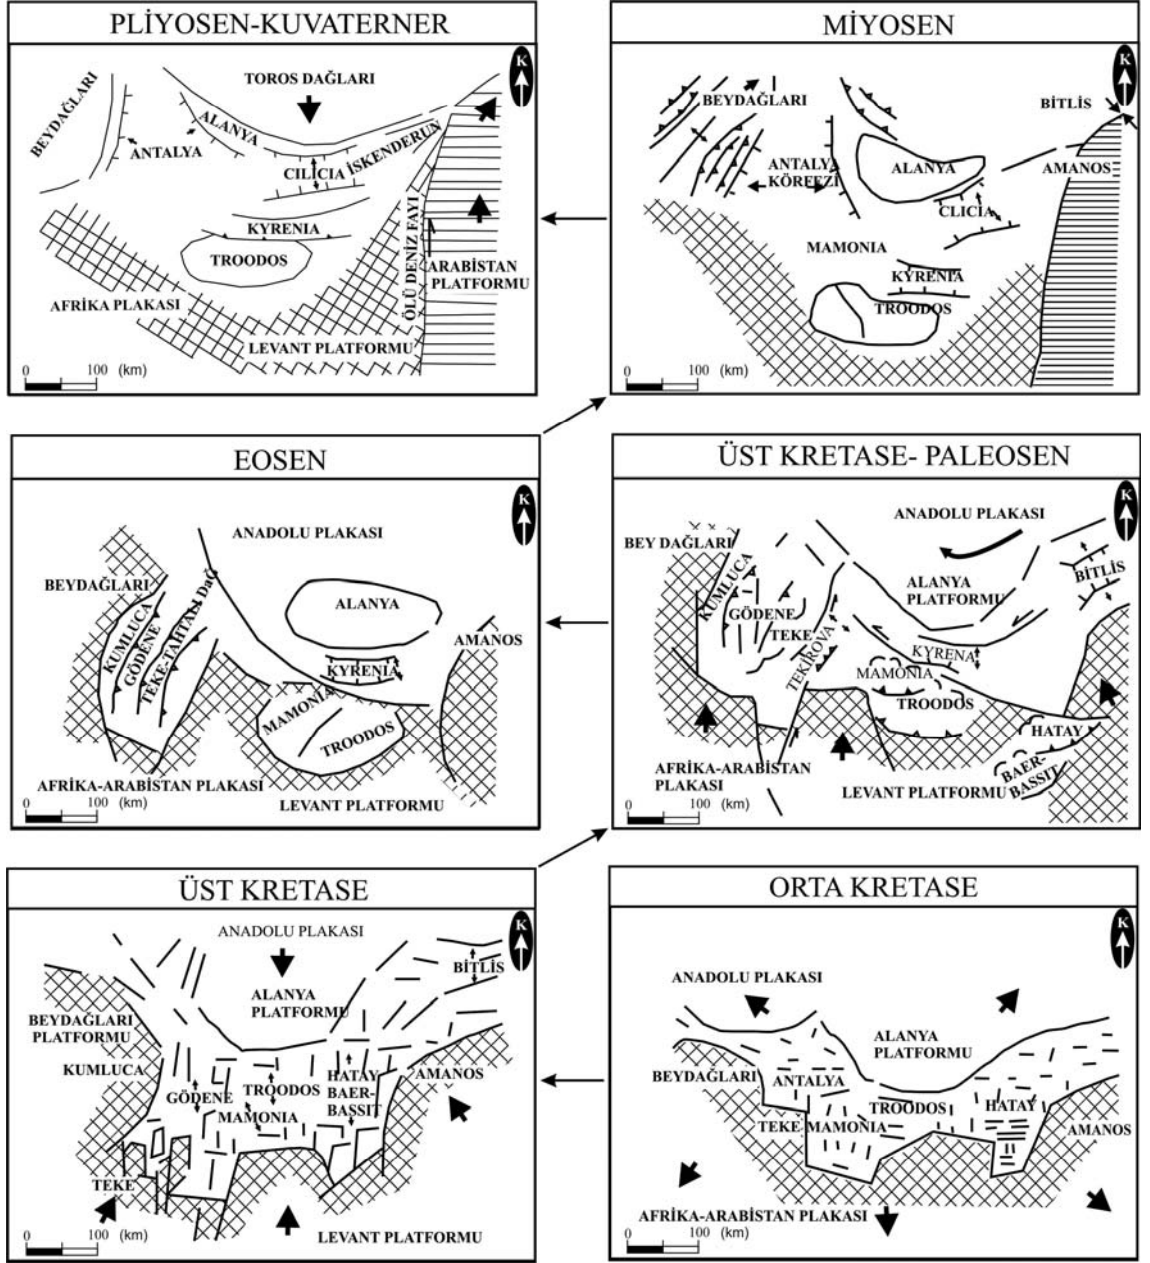 PLİYOSEN-KUVATERNER
K
TOROS DAĞLARI
BEYDAĞLARI
ALANYA
ANTALYA
CILICIA
İSKENDERUN
KYRENIA
TROODOS
ÖLÜ DENİZ FAYI
ARABİSTAN
PLATFORMU
AFRİKA PLAKASI
LEVANT PLATFORMU
0 100 (km)
MİYOSEN
K
BEYDAĞLARI
BİTLİS
ANTALYA
KÖRFEZİ
ALANYA
AMANOS
CLICIA
MAMONIA
KYRENIA
TROODOS
0 100 (km)
EOSEN
K
ANADOLU PLAKASI
BEYDAĞLARI
KUMLUCA
GÖDENE
TEKE-TAHTALI DAĞ
ALANYA
AMANOS
KYRENIA
MAMONIA
TROODOS
AFRİKA-ARABİSTAN PLAKASI
LEVANT PLATFORMU
0 100 (km)
ÜST KRETASE- PALEOSEN
K
ANADOLU PLAKASI
BEY DAĞLARI
KUMLUCA
GÖDENE
TEKE
TEKİROVA
ALANYA
PLATFORMU
BİTLİS
KYRENA
MAMONIA
TROODOS
HATAY
BAER-
BASSIT
AFRİKA-ARABİSTAN
PLAKASI
LEVANT PLATFORMU
0 100 (km)
ÜST KRETASE
K
ANADOLU PLAKASI
BİTLİS
ALANYA
PLATFORMU
BEYDAĞLARI
PLATFORMU
KUMLUCA
GÖDENE
TROODOS
MAMONIA
HATAY
BAER-
BASSIT
AMANOS
TEKE
LEVANT PLATFORMU
0 100 (km)
ORTA KRETASE
K
ANADOLU PLAKASI
ALANYA
PLATFORMU
BEYDAĞLARI
ANTALYA
TROODOS
HATAY
TEKE
MAMONIA
AMANOS
AFRİKA-ARABİSTAN PLAKASI
0 100 (km)